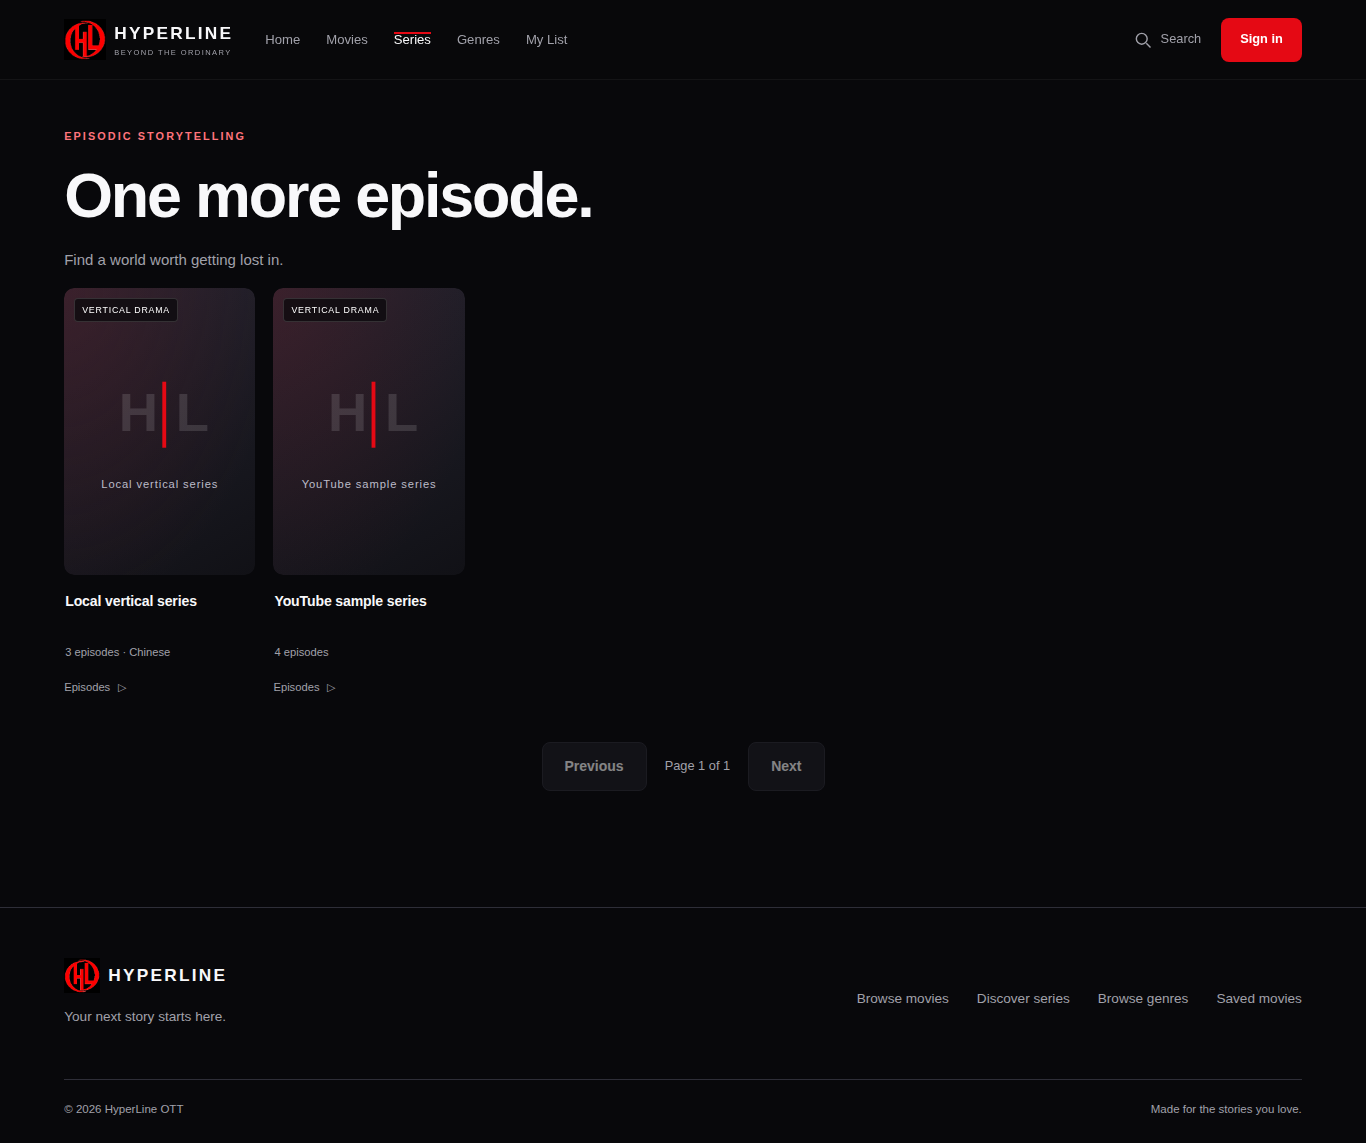 HYPERLINE
BEYOND THE ORDINARY
Home Movies Series Genres My List
Search
Sign in
EPISODIC STORYTELLING
One more episode.
Find a world worth getting lost in.
VERTICAL DRAMA
H L
Local vertical series
Local vertical series
3 episodes · Chinese
Episodes ▷
VERTICAL DRAMA
H L
YouTube sample series
YouTube sample series
4 episodes
Episodes ▷
Previous Page 1 of 1 Next
HL HYPERLINE
Your next story starts here.
Browse movies Discover series Browse genres Saved movies
© 2026 HyperLine OTT
Made for the stories you love.